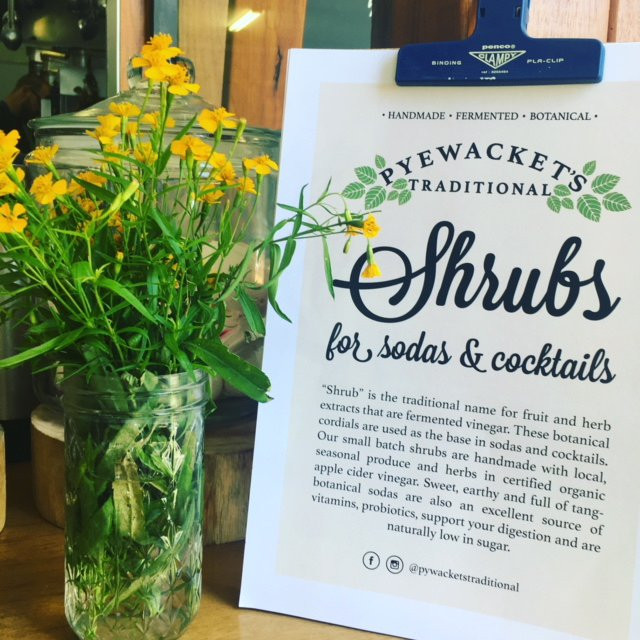 penco
CLAMPY
BINDING PLA-CLIP
• HANDMADE • FERMENTED • BOTANICAL •
PYEWACKET'S
TRADITIONAL
Shrubs
for sodas & cocktails
"Shrub" is the traditional name for fruit and herb
extracts that are fermented vinegar. These botanical
cordials are used as the base in sodas and cocktails.
Our small batch shrubs are handmade with local,
seasonal produce and herbs in certified organic
apple cider vinegar. Sweet, earthy and full of tang-
botanical sodas are also an excellent source of
vitamins, probiotics, support your digestion and are
naturally low in sugar.
@pywacketstraditional